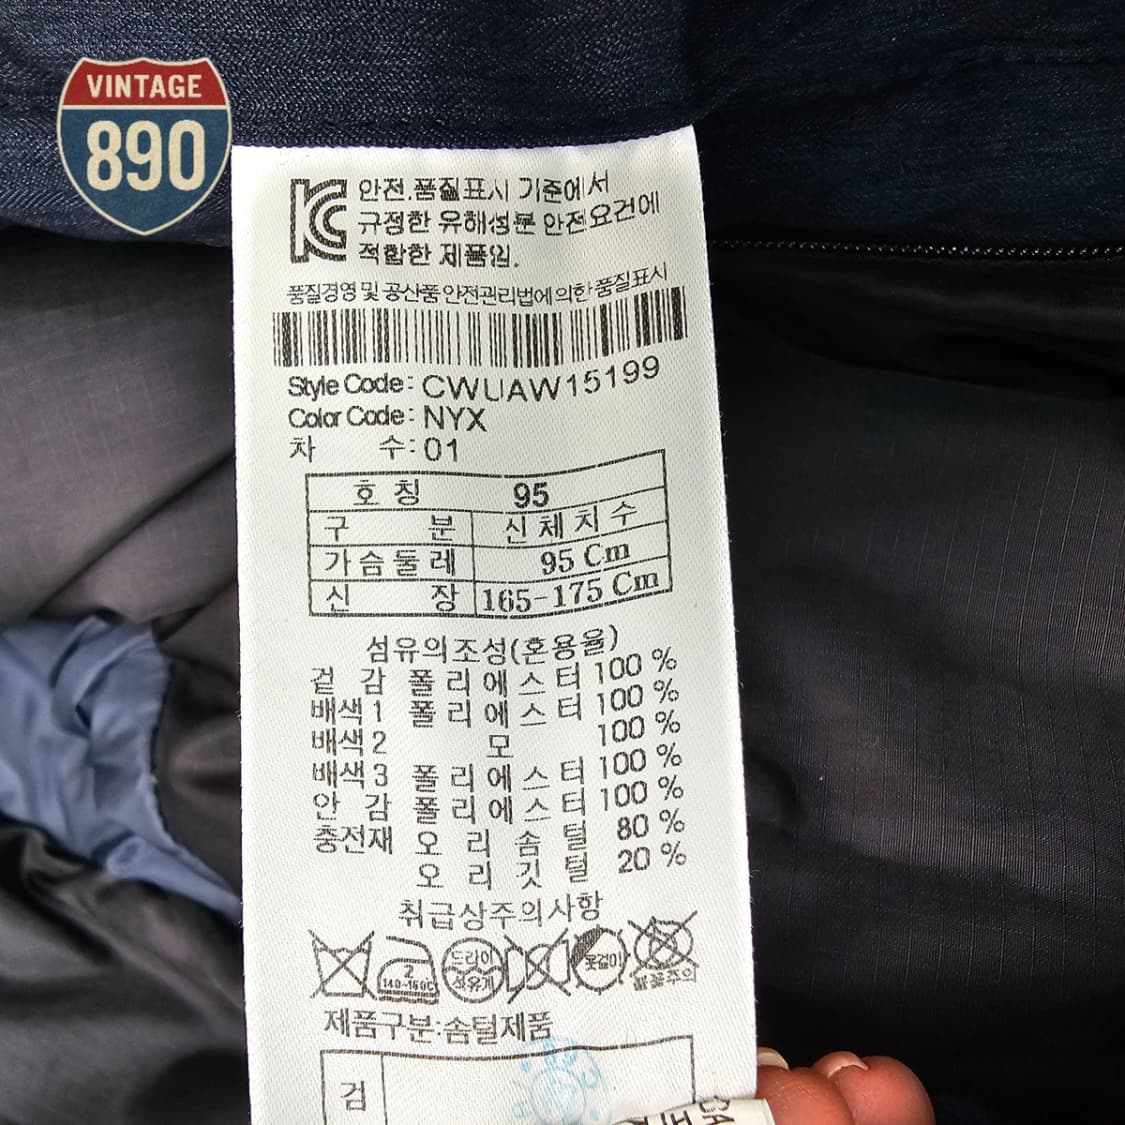 VINTAGE
890
KC
안전.품질표시 기준에서
규정한 유해성분 안전요건에
적합한 제품임.
품질경영 및 공산품안전관리법에 의한 품질표시
Style Code: CWUAW15199
Color Code: NYX
차 수: 01
호 칭 95
구 분 신 체 치 수
가 슴 둘 레 95 Cm
신 장 165-175 Cm
섬유의조성(혼용율)
겉 감 폴 리 에 스 터 100 %
배색1 폴 리 에 스 터 100 %
배색2 모 100 %
배색3 폴 리 에 스 터 100 %
안 감 폴 리 에 스 터 100 %
충전재 오 리 솜 털 80 %
오 리 깃 털 20 %
취급상주의사항
2
140~160C
드라이
석유계
옷걸이
제품구분:솜털제품
검
CA